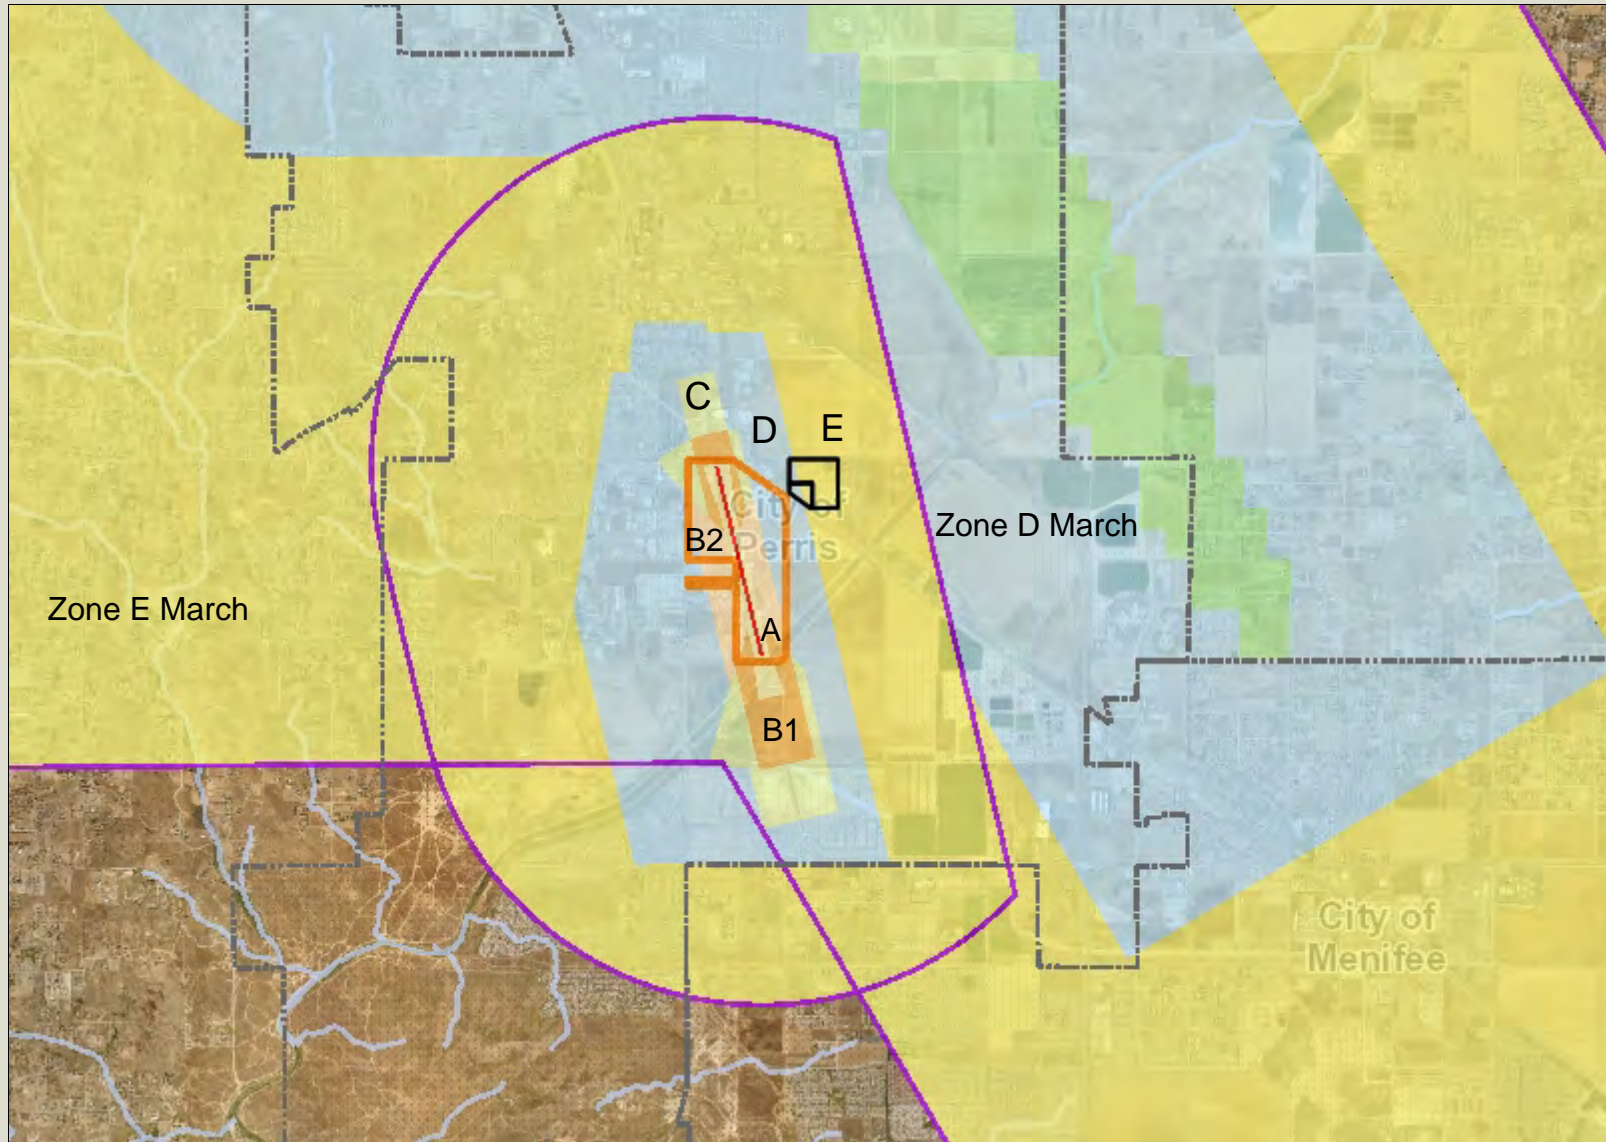 C
D
E
City of
Perris
B2
Zone D March
Zone E March
A
B1
City of
Menifee